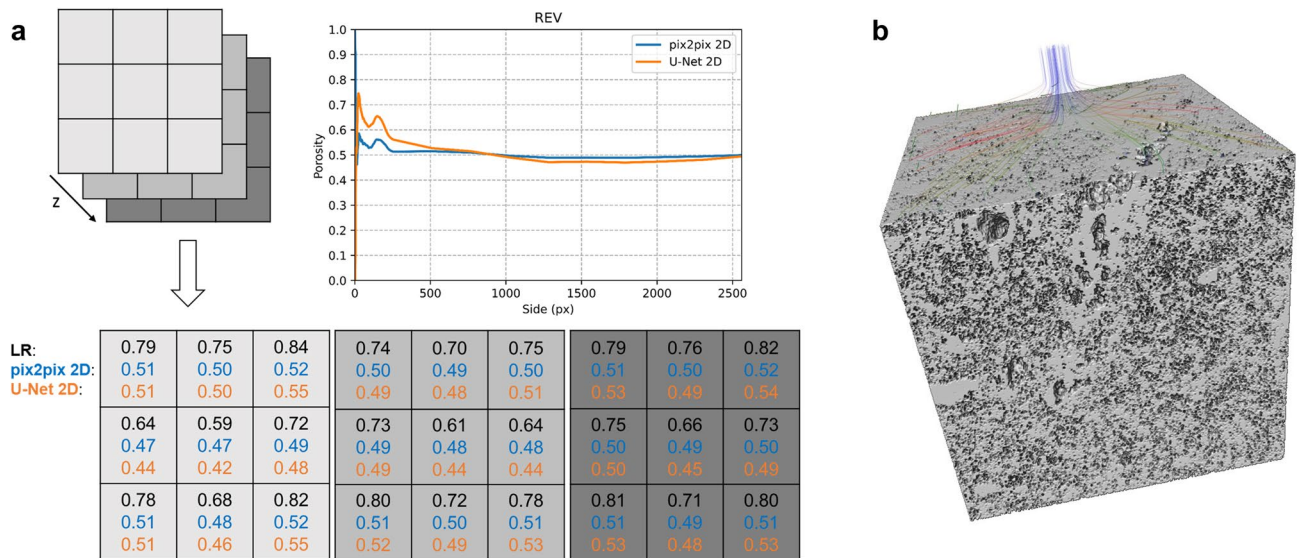 a
z
REV
pix2pix 2D
U-Net 2D
Porosity
1.0
0.9
0.8
0.7
0.6
0.5
0.4
0.3
0.2
0.1
0.0
0 500 1000 1500 2000 2500
Side (px)
b
LR:
pix2pix 2D:
U-Net 2D:
0.79 0.75 0.84 0.74 0.70 0.75 0.79 0.76 0.82
0.51 0.50 0.52 0.50 0.49 0.50 0.51 0.50 0.52
0.51 0.50 0.55 0.49 0.48 0.51 0.53 0.49 0.54
0.64 0.59 0.72 0.73 0.61 0.64 0.75 0.66 0.73
0.47 0.47 0.49 0.49 0.48 0.48 0.50 0.49 0.50
0.44 0.42 0.48 0.49 0.44 0.44 0.50 0.45 0.49
0.78 0.68 0.82 0.80 0.72 0.78 0.81 0.71 0.80
0.51 0.48 0.52 0.51 0.50 0.51 0.51 0.49 0.51
0.51 0.46 0.55 0.52 0.49 0.53 0.53 0.48 0.53